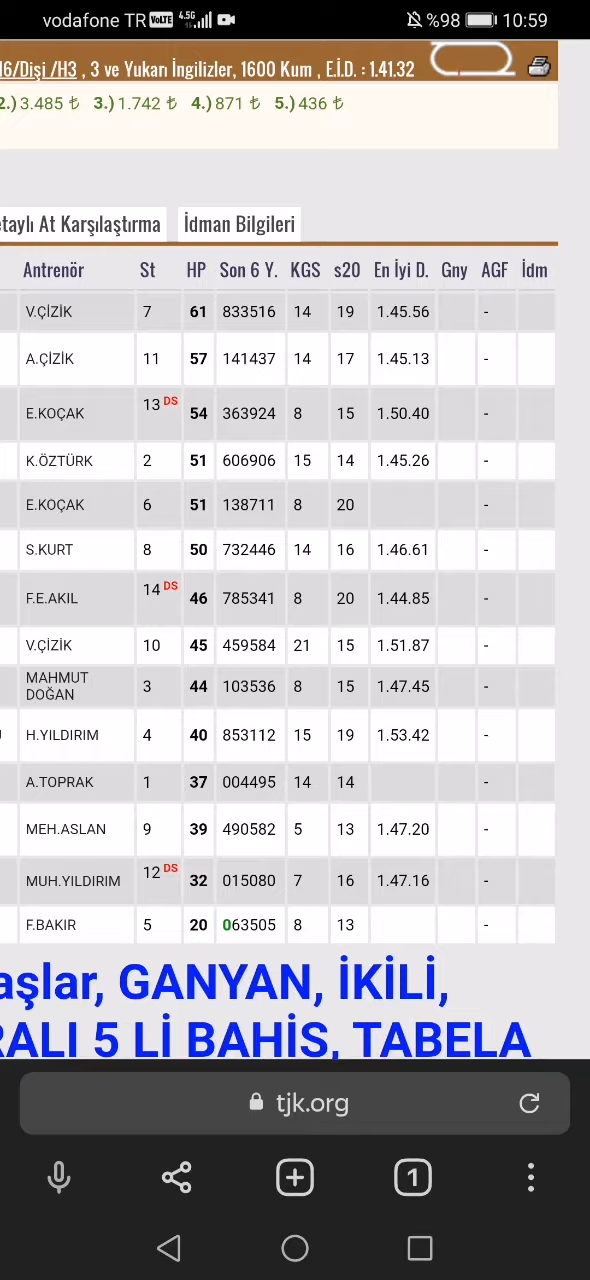 vodafone TR VoLTE 4.5G %98 10:59
/Dişi /H3 , 3 ve Yukarı İngilizler, 1600 Kum , E.İ.D. : 1.41.32
2.) 3.485 ₺ 3.) 1.742 ₺ 4.) 871 ₺ 5.) 436 ₺
etaylı At Karşılaştırma İdman Bilgileri
Antrenör St HP Son 6 Y. KGS s20 En İyi D. Gny AGF İdm
V.ÇİZİK 7 61 833516 14 19 1.45.56 -
A.ÇİZİK 11 57 141437 14 17 1.45.13 -
E.KOÇAK 13 DS 54 363924 8 15 1.50.40 -
K.ÖZTÜRK 2 51 606906 15 14 1.45.26 -
E.KOÇAK 6 51 138711 8 20 -
S.KURT 8 50 732446 14 16 1.46.61 -
F.E.AKIL 14 DS 46 785341 8 20 1.44.85 -
V.ÇİZİK 10 45 459584 21 15 1.51.87 -
MAHMUT
DOĞAN 3 44 103536 8 15 1.47.45 -
H.YILDIRIM 4 40 853112 15 19 1.53.42 -
A.TOPRAK 1 37 004495 14 14 -
MEH.ASLAN 9 39 490582 5 13 1.47.20 -
MUH.YILDIRIM 12 DS 32 015080 7 16 1.47.16 -
F.BAKIR 5 20 063505 8 13 -
aşlar, GANYAN, İKİLİ,
RALI 5 Lİ BAHİS, TABELA
tjk.org
1